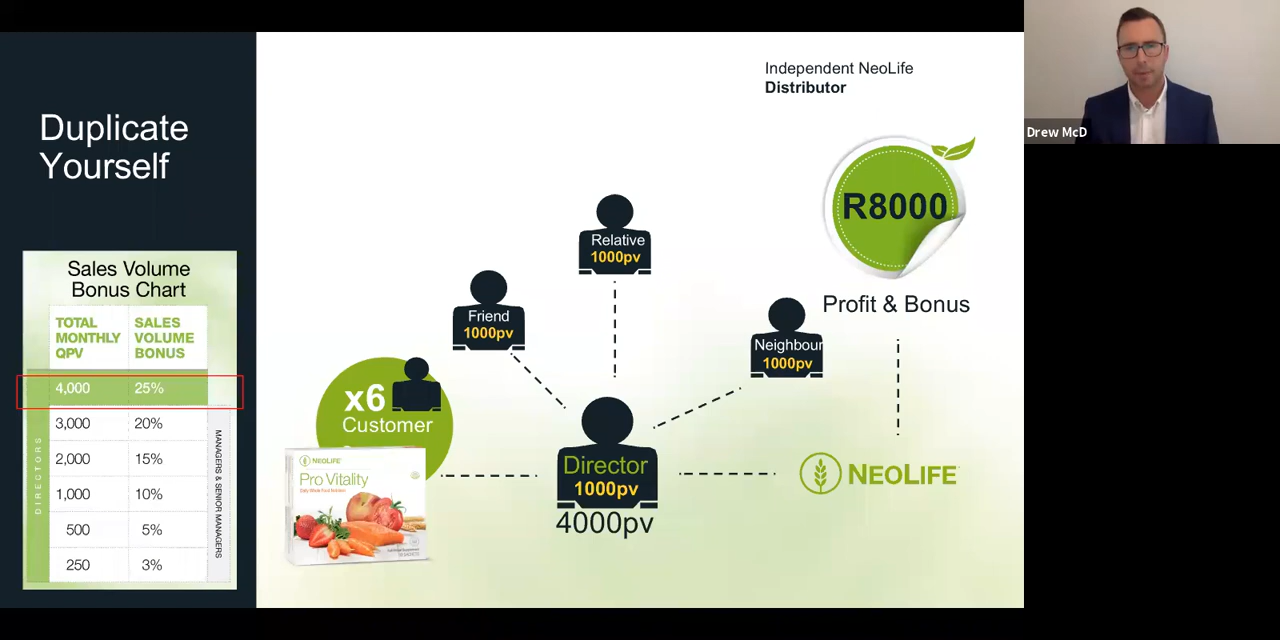 Duplicate
Yourself
Sales Volume
Bonus Chart
TOTAL
MONTHLY
QPV
SALES
VOLUME
BONUS
4,000 25%
3,000 20%
2,000 15%
1,000 10%
500 5%
250 3%
DIRECTORS
MANAGERS & SENIOR MANAGERS
Independent NeoLife
Distributor
R8000
Profit & Bonus
Relative
1000pv
Friend
1000pv
Neighbour
1000pv
x6
Customer
NEOLIFE
Pro Vitality
Director
1000pv
4000pv
NEOLIFE
Drew McD